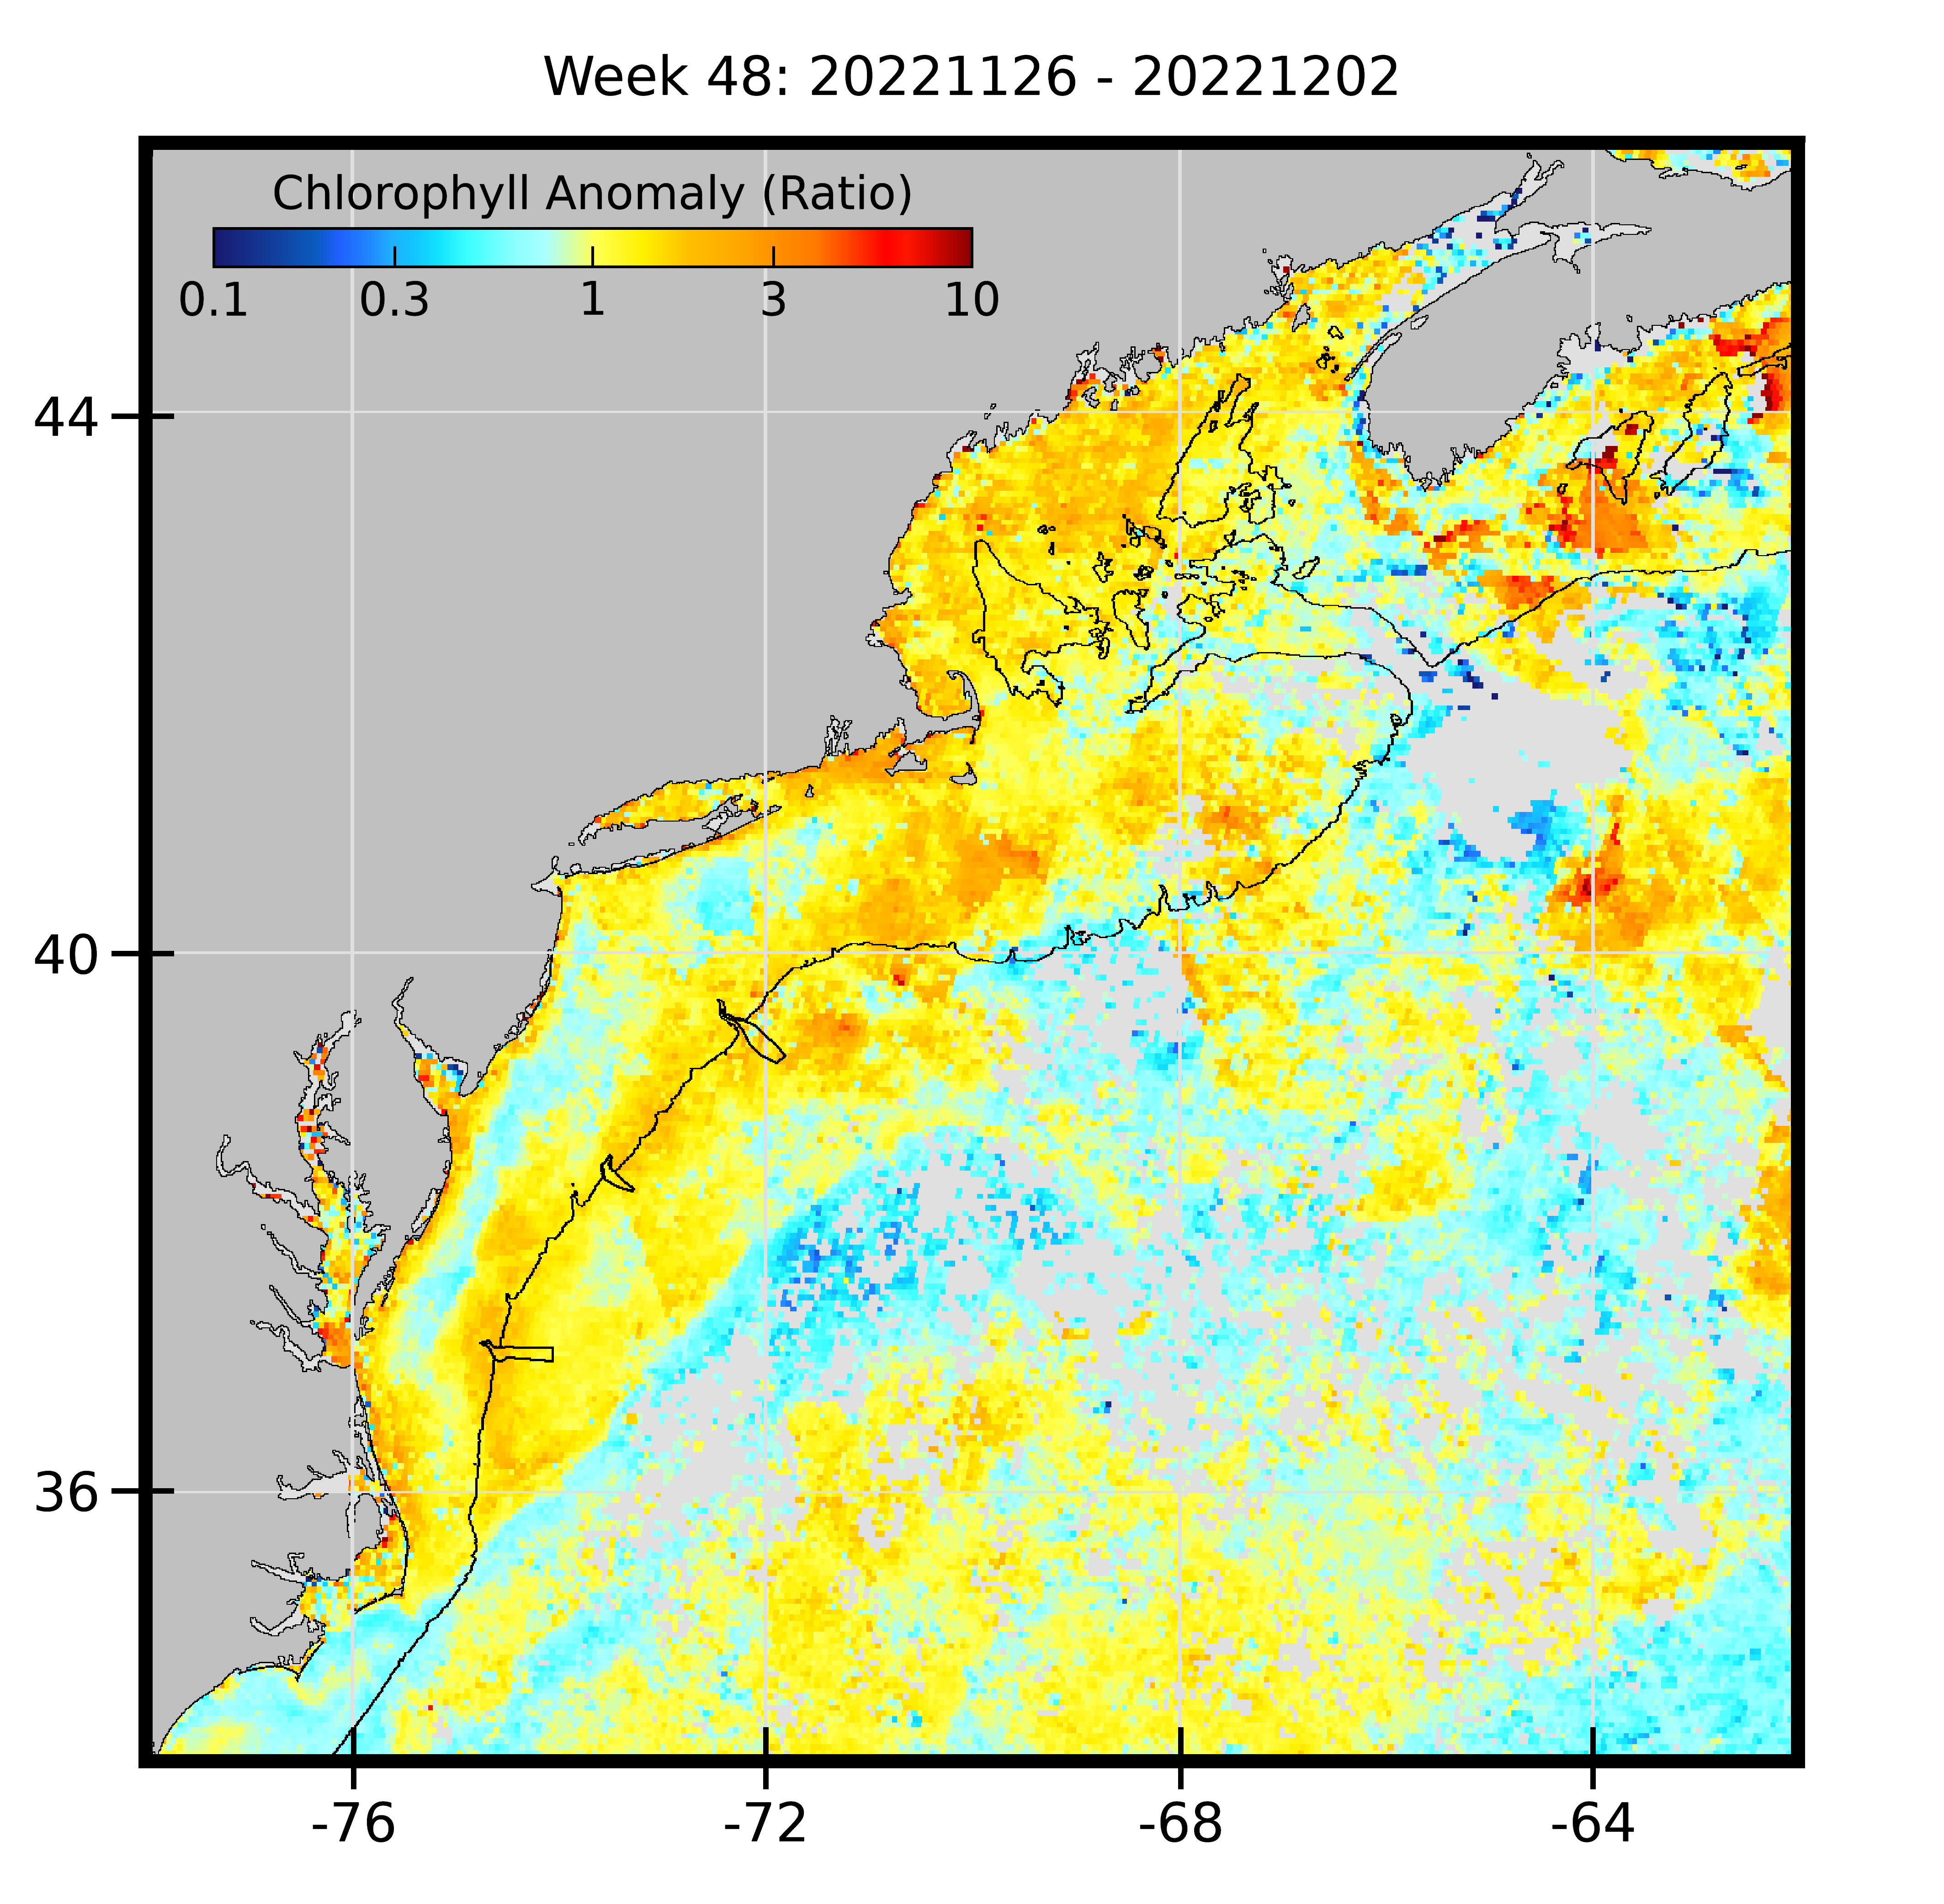 Week 48: 20221126 - 20221202
Chlorophyll Anomaly (Ratio)
0.1 0.3 1 3 10
44
40
36
-76 -72 -68 -64